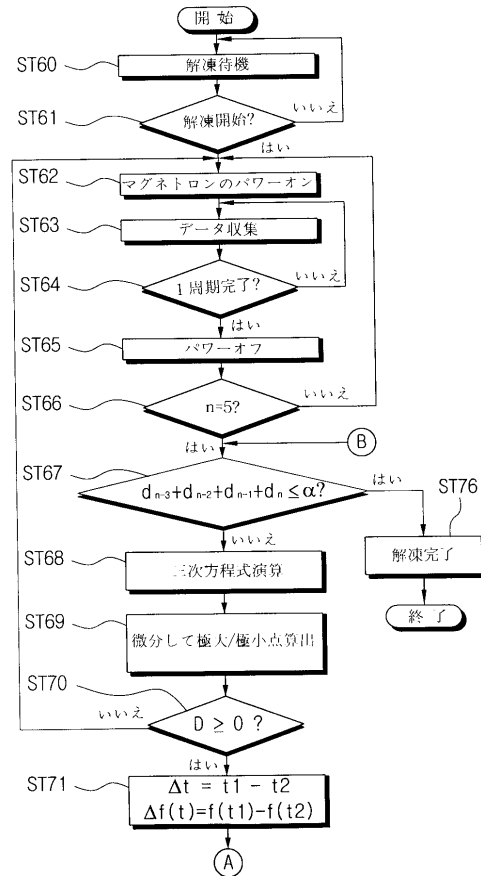 開始
ST60
解凍待機
ST61
解凍開始?
いいえ
はい
ST62
マグネトロンのパワーオン
ST63
データ収集
ST64
1周期完了?
いいえ
はい
ST65
パワーオフ
ST66
n=5?
いいえ
はい
B
ST67
dn-3+dn-2+dn-1+dn≤α?
はい
ST76
いいえ
解凍完了
ST68
三次方程式演算
終了
ST69
微分して極大/極小点算出
ST70
いいえ
D ≥ 0 ?
はい
ST71
Δt = t1 - t2
Δf(t)=f(t1)-f(t2)
A